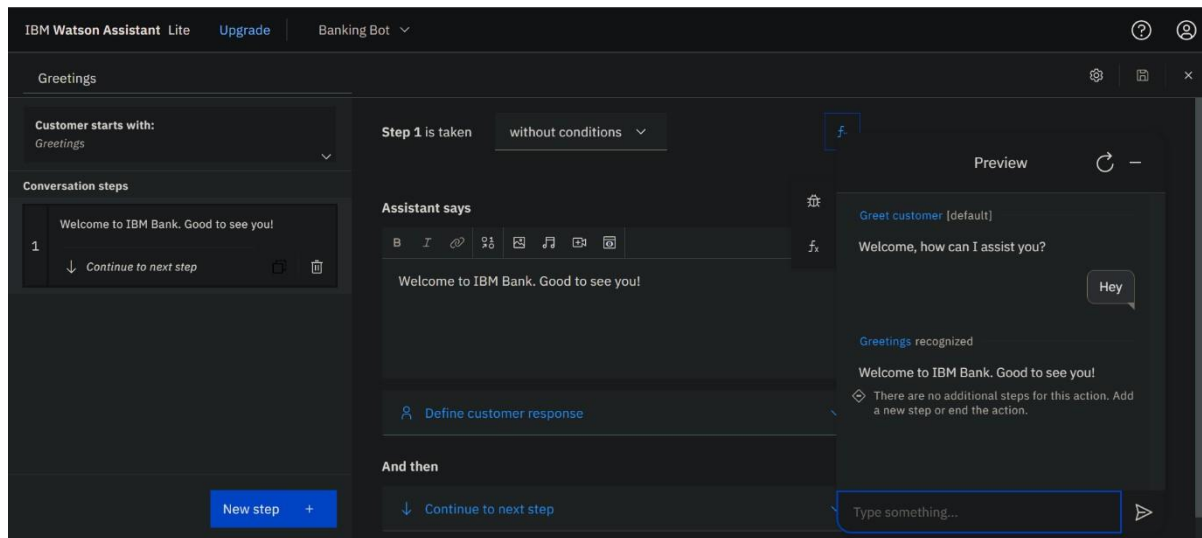 IBM Watson Assistant Lite Upgrade Banking Bot
Greetings
Customer starts with:
Greetings
Conversation steps
1
Welcome to IBM Bank. Good to see you!
Continue to next step
New step +
Step 1 is taken without conditions
Assistant says
B I
Welcome to IBM Bank. Good to see you!
Define customer response
And then
Continue to next step
fx
Preview
Greet customer [default]
Welcome, how can I assist you?
Hey
Greetings recognized
Welcome to IBM Bank. Good to see you!
There are no additional steps for this action. Add
a new step or end the action.
Type something...